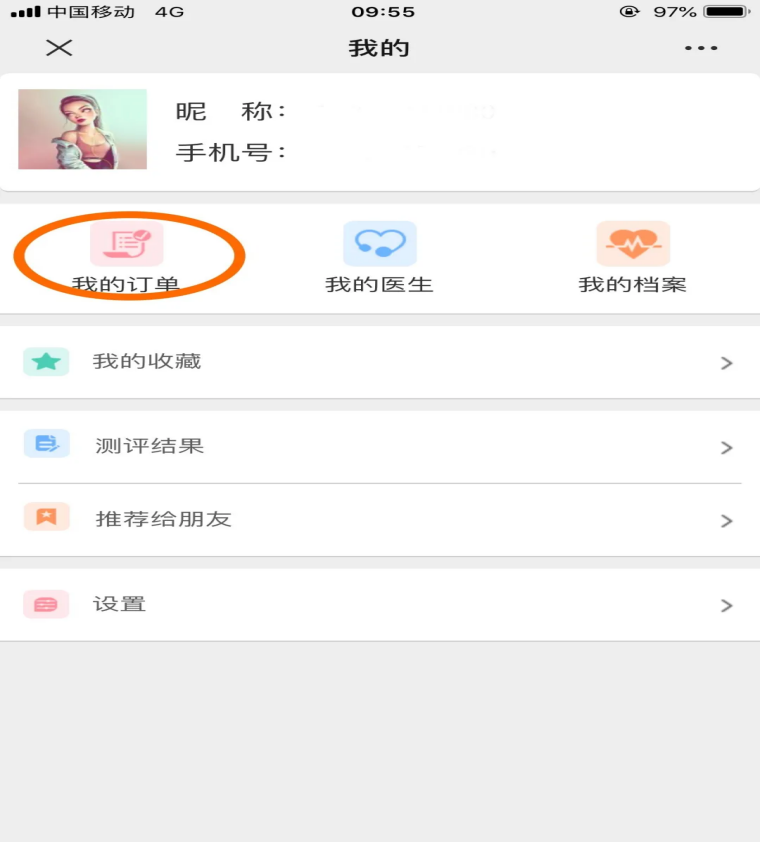 中国移动 4G 09:55 97%
我的
昵 称：
手机号：
我的订单 我的医生 我的档案
我的收藏
测评结果
推荐给朋友
设置